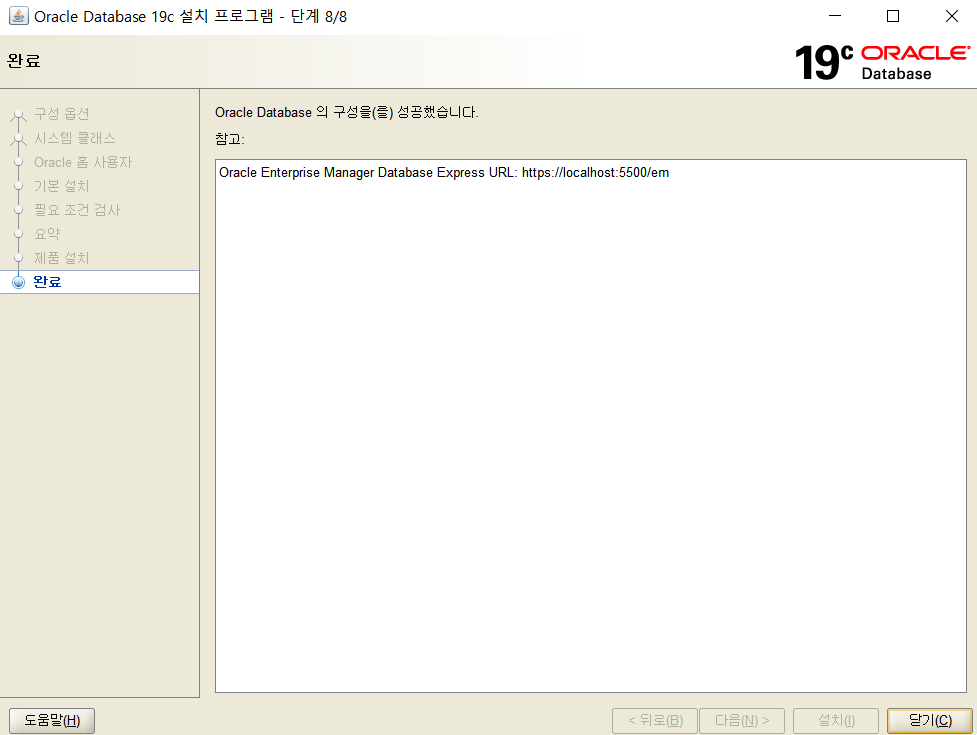 Oracle Database 19c 설치 프로그램 - 단계 8/8
완료
19c ORACLE
Database
구성 옵션
시스템 클래스
Oracle 홈 사용자
기본 설치
필요 조건 검사
요약
제품 설치
완료
Oracle Database 의 구성을(를) 성공했습니다.
참고:
Oracle Enterprise Manager Database Express URL: https://localhost:5500/em
도움말(H)
< 뒤로(B)
다음(N) >
설치(I)
닫기(C)